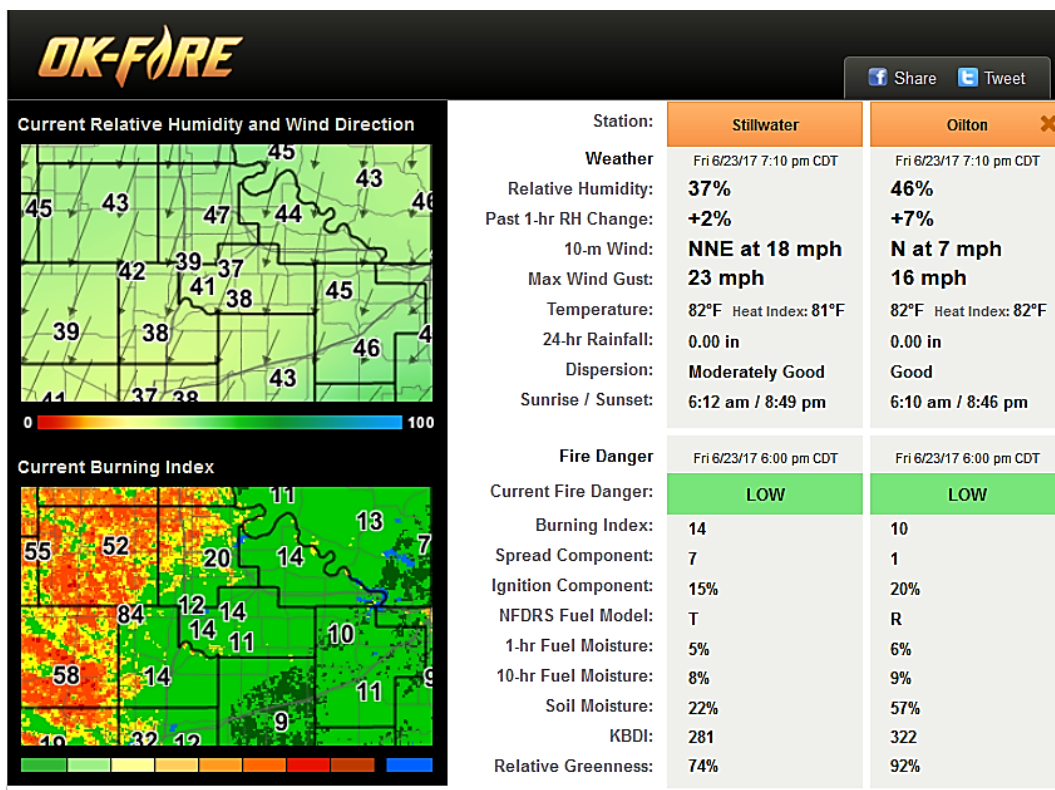 OK-FIRE
Share Tweet
Current Relative Humidity and Wind Direction
45
43
45 43 46
47 44
39 37
42 41 38 45
39 38
46 4
43
41 37 38
0 100
Current Burning Index
11
13
55 52 20 14 7
84 12 14
14 11 10
58 14 9
11
9
19 32 12
Station: Stillwater Oilton
Weather Fri 6/23/17 7:10 pm CDT Fri 6/23/17 7:10 pm CDT
Relative Humidity: 37% 46%
Past 1-hr RH Change: +2% +7%
10-m Wind: NNE at 18 mph N at 7 mph
Max Wind Gust: 23 mph 16 mph
Temperature: 82°F Heat Index: 81°F 82°F Heat Index: 82°F
24-hr Rainfall: 0.00 in 0.00 in
Dispersion: Moderately Good Good
Sunrise / Sunset: 6:12 am / 8:49 pm 6:10 am / 8:46 pm
Fire Danger Fri 6/23/17 6:00 pm CDT Fri 6/23/17 6:00 pm CDT
Current Fire Danger: LOW LOW
Burning Index: 14 10
Spread Component: 7 1
Ignition Component: 15% 20%
NFDRS Fuel Model: T R
1-hr Fuel Moisture: 5% 6%
10-hr Fuel Moisture: 8% 9%
Soil Moisture: 22% 57%
KBDI: 281 322
Relative Greenness: 74% 92%